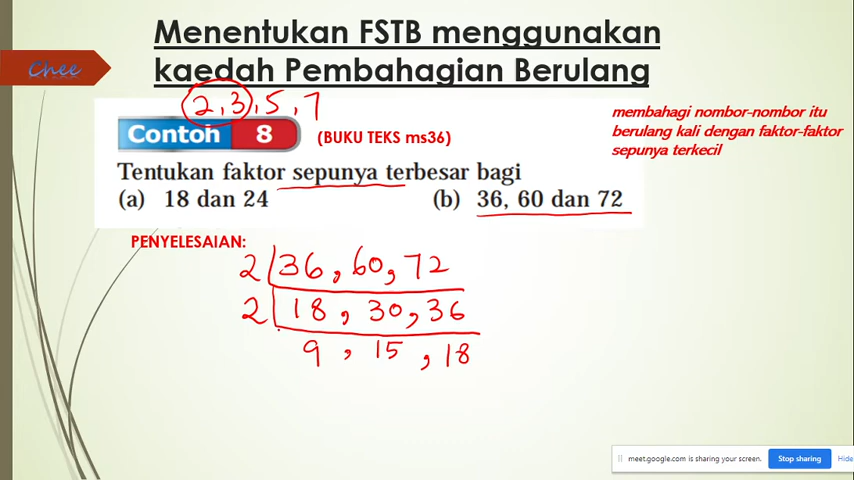 Menentukan FSTB menggunakan
kaedah Pembahagian Berulang
Chee
2, 3, 5, 7
Contoh 8 (BUKU TEKS ms36)
membahagi nombor-nombor itu
berulang kali dengan faktor-faktor
sepunya terkecil
Tentukan faktor sepunya terbesar bagi
(a) 18 dan 24 (b) 36, 60 dan 72
PENYELESAIAN:
2 36, 60, 72
2 18, 30, 36
9, 15, 18
meet.google.com is sharing your screen. Stop sharing Hide